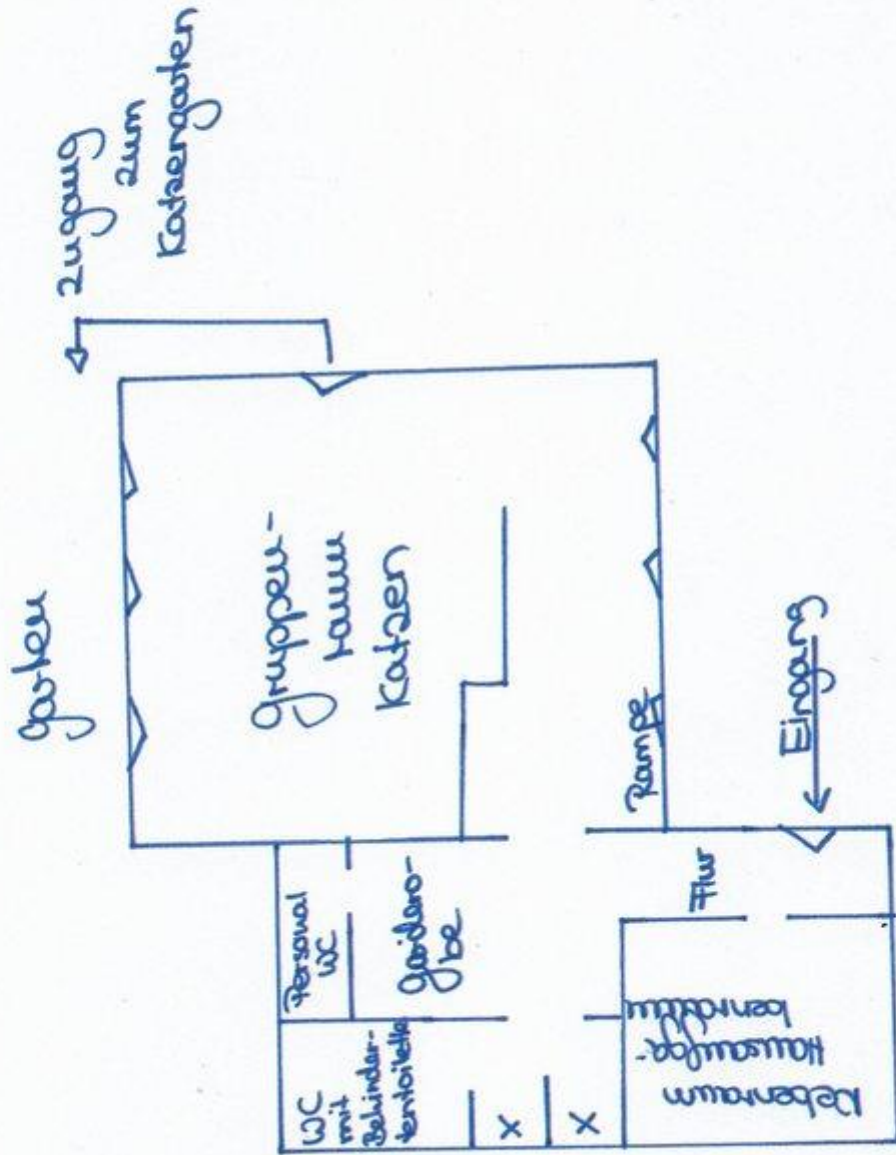 Garten
Zugang
zum
Katzengarten
Gruppen-
raum
Katzen
Personal
WC
Gardero-
be
WC
mit
Behinder-
tentoilette
X
X
Rampe
Flur
Eingang
Nebenraum
Hausaufga-
benraum